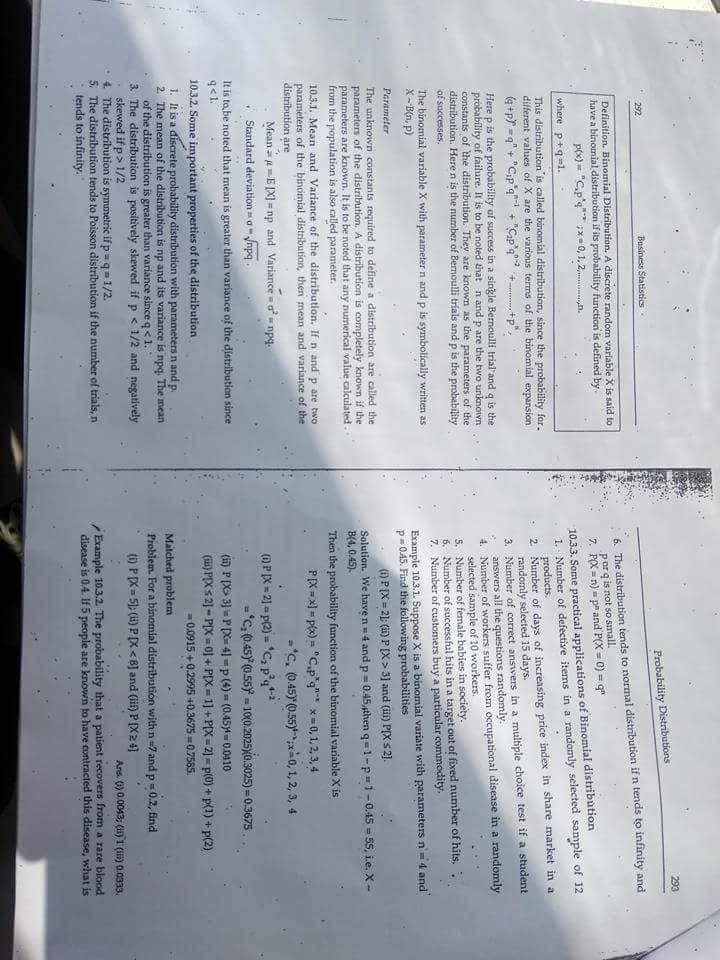 292 Business Statistics
Definition. Binomial Distribution. A discrete random variable X is said to
have a binomial distribution if its probability function is defined by
p(x) = ⁿCₓpˣqⁿ⁻ˣ ; x = 0, 1, 2,.............,n.
where p + q =1.
This distribution is called binomial distribution, since the probability for
different values of X are the various terms of the binomial expansion
(q+p)ⁿ = qⁿ + ⁿC₁p¹qⁿ⁻¹ + ⁿC₂p²qⁿ⁻² +..........+pⁿ,
Here p is the probability of success in a single Bernoulli trial and q is the
probability of failure. It is to be noted that n and p are the two unknown
constants of the distribution. They are known as the parameters of the
distribution. Here n is the number of Bernoulli trials and p is the probability
of successes.
The binomial variable X with parameter n and p is symbolically written as
X ~ B(n, p)
Parameter
The unknown constants required to define a distribution are called the
parameters of the distribution. A distribution is completely known if the
parameters are known. It is to be noted that any numerical value calculated
from the population is also called parameter.
10.3.1. Mean and Variance of the distribution. If n and p are two
parameters of the binomial distribution, then mean and variance of the
distribution are
Mean = μ = E [X] = np and Variance = σ² = npq.
Standard deviation = σ = √npq.
It is to be noted that mean is greater than variance of the distribution since
q < 1.
10.3.2. Some important properties of the distribution
1. It is a discrete probability distribution with parameters n and p.
2. The mean of the distribution is np and its variance is npq. The mean
of the distribution is greater than variance since q < 1.
3. The distribution is positively skewed if p < 1/2 and negatively
skewed if p > 1/2
4. The distribution is symmetric if p = q = 1/2.
5. The distribution tends to Poisson distribution if the number of trials, n
tends to infinity.
Probability Distributions 293
6. The distribution tends to normal distribution if n tends to infinity and
p or q is not so small.
7. P(X = n) = pⁿ and P(X = 0) = qⁿ
10.3.3. Some practical applications of Binomial distribution
1. Number of defective items in a randomly selected sample of 12
products.
2. Number of days of increasing price index in share market in a
randomly selected 15 days.
3. Number of correct answers in a multiple choice test if a student
answers all the questions randomly.
4. Number of workers suffer from occupational disease in a randomly
selected sample of 10 workers.
5. Number of female babies in society.
6. Number of successful hits in a target out of fixed number of hits.
7. Number of customers buy a particular commodity.
Example 10.3.1. Suppose X is a binomial variate with parameters n = 4 and
p = 0.45. Find the following probabilities
(i) P [X = 2]; (ii) P [X > 3] and (iii) P[X ≤ 2].
Solution. We have n = 4 and p = 0.45, then q = 1 - p = 1 - 0.45 = 55, i.e. X ~
B(4, 0.45).
Then the probability function of the binomial variable X is
P [X = x] = p(x) = ⁿCₓpˣqⁿ⁻ˣ x = 0, 1, 2, 3, 4
= ⁴Cₓ (0.45)ˣ(0.55)⁴⁻ˣ; x = 0, 1, 2, 3, 4
(i) P [X = 2] = p(2) = ⁴C₂ p²q⁴⁻²
= ⁴C₂ (0.45)² (0.55)² = 10(0.2025)(0.3025) = 0.3675
(ii) P [X> 3] = P [X= 4] = p (4) = (0.45)⁴ = 0.0410
(iii) P[X ≤ 2] = P[X = 0] + P[X = 1] + P[X = 2] = p(0) + p(1) + p(2)
= 0.0915 + 0.2995 +0.3675 = 0.7585.
Matched problem
Problem. For a binomial distribution with n =7 and p = 0.2, find
(i) P [X = 5]; (ii) P [X < 8] and (iii) P [X ≥ 4]
Ans. (i) 0.0043; (ii) 1 (iii) 0.0333.
Example 10.3.2. The probability that a patient recovers from a rare blood
disease is 0.4. If 5 people are known to have contracted this disease, what is